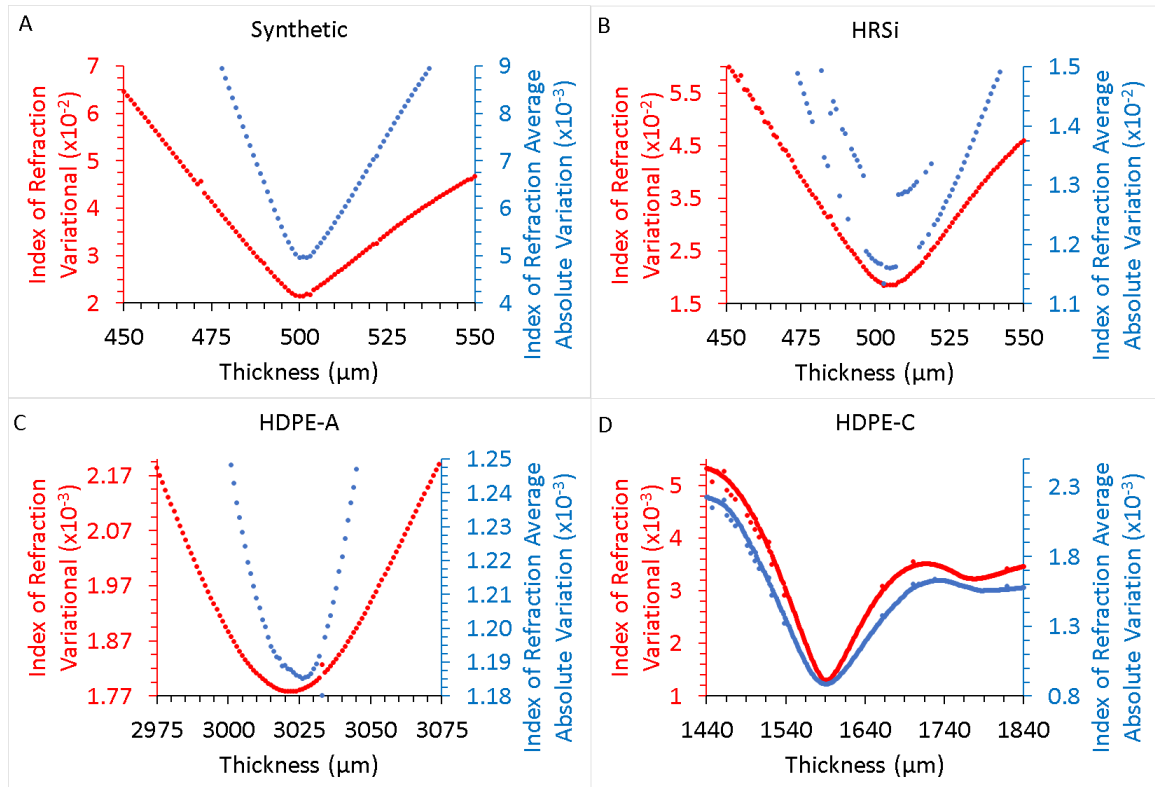 A
Synthetic
Index of Refraction
Variational (x10⁻²)
7
6
5
4
3
2
9
8
7
6
5
4
Index of Refraction Average
Absolute Variation (x10⁻³)
450 475 500 525 550
Thickness (μm)
B
HRSi
Index of Refraction
Variational (x10⁻²)
5.5
4.5
3.5
2.5
1.5
1.5
1.4
1.3
1.2
1.1
Index of Refraction Average
Absolute Variation (x10⁻²)
450 475 500 525 550
Thickness (μm)
C
HDPE-A
Index of Refraction
Variational (x10⁻³)
2.17
2.07
1.97
1.87
1.77
1.25
1.24
1.23
1.22
1.21
1.20
1.19
1.18
Index of Refraction Average
Absolute Variation (x10⁻³)
2975 3000 3025 3050 3075
Thickness (μm)
D
HDPE-C
Index of Refraction
Variational (x10⁻³)
5
4
3
2
1
2.3
1.8
1.3
0.8
Index of Refraction Average
Absolute Variation (x10⁻³)
1440 1540 1640 1740 1840
Thickness (μm)